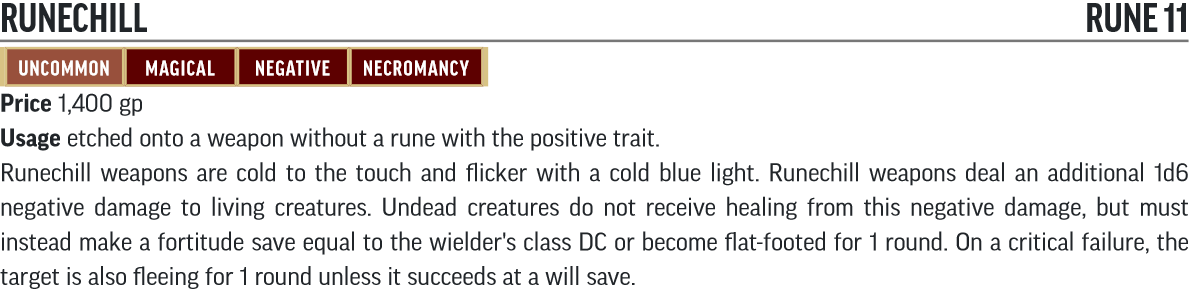 RUNECHILL RUNE 11
UNCOMMON MAGICAL NEGATIVE NECROMANCY
Price 1,400 gp
Usage etched onto a weapon without a rune with the positive trait.
Runechill weapons are cold to the touch and flicker with a cold blue light. Runechill weapons deal an additional 1d6
negative damage to living creatures. Undead creatures do not receive healing from this negative damage, but must
instead make a fortitude save equal to the wielder's class DC or become flat-footed for 1 round. On a critical failure, the
target is also fleeing for 1 round unless it succeeds at a will save.